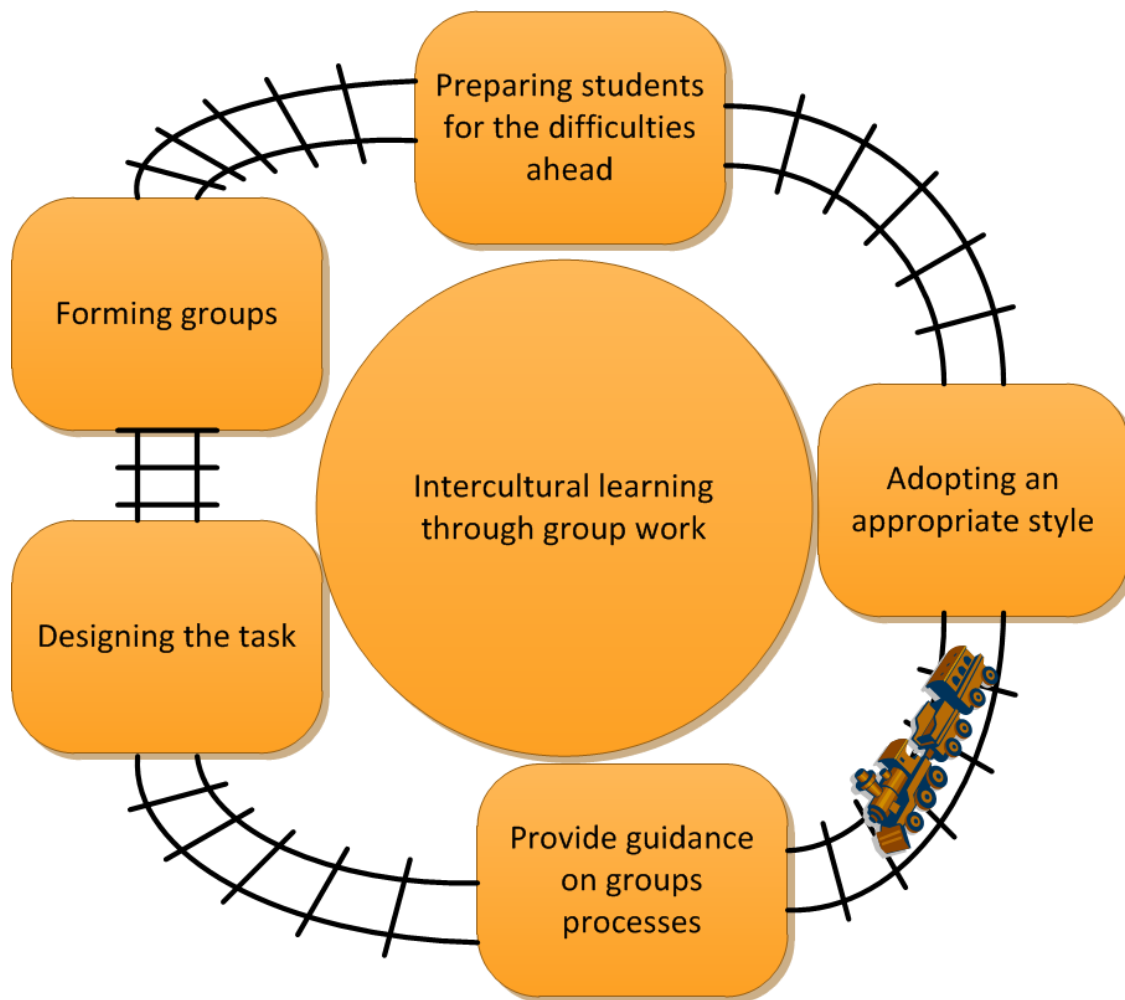 Preparing students
for the difficulties
ahead
Forming groups
Intercultural learning
through group work
Adopting an
appropriate style
Designing the task
Provide guidance
on groups
processes